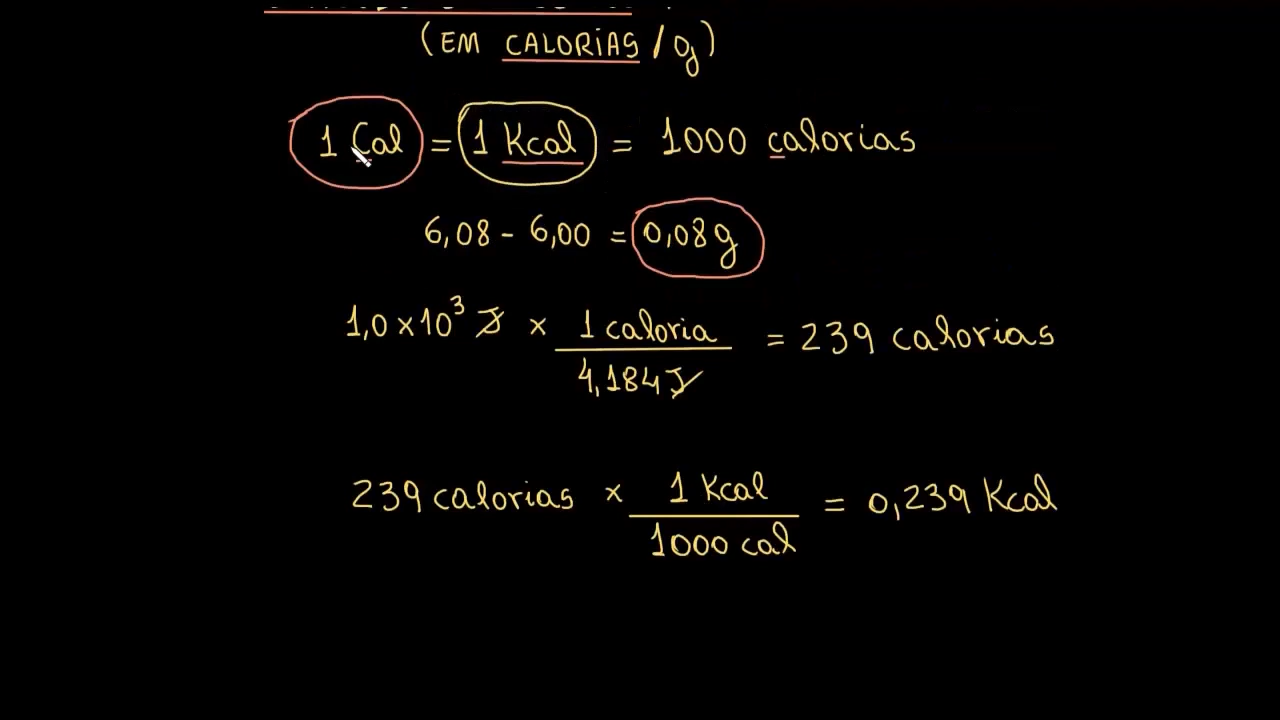 (EM CALORIAS / g)
1 Cal = 1 Kcal = 1000 calorias
6,08 - 6,00 = 0,08 g
1,0 × 10³ J × 1 caloria / 4,184 J = 239 calorias
239 calorias × 1 Kcal / 1000 cal = 0,239 Kcal